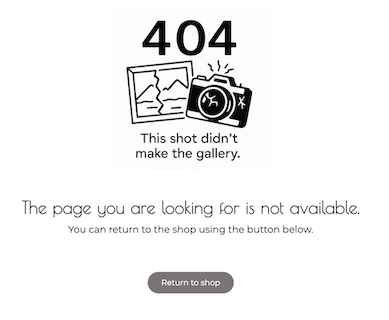 404
This shot didn't
make the gallery.
The page you are looking for is not available.
You can return to the shop using the button below.
Return to shop